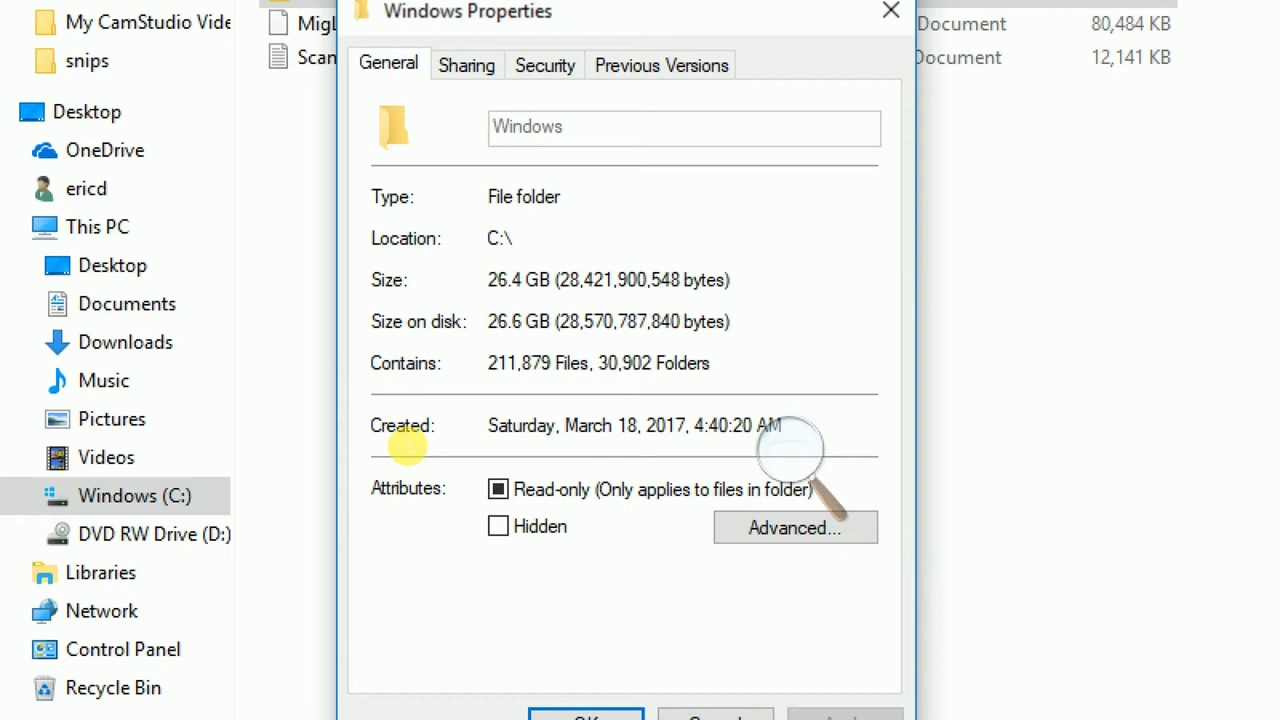 My CamStudio Vide
snips
Desktop
OneDrive
ericd
This PC
Desktop
Documents
Downloads
Music
Pictures
Videos
Windows (C:)
DVD RW Drive (D:)
Libraries
Network
Control Panel
Recycle Bin
MigL
Scan
Document 80,484 KB
Document 12,141 KB
Windows Properties
General Sharing Security Previous Versions
Windows
Type: File folder
Location: C:\
Size: 26.4 GB (28,421,900,548 bytes)
Size on disk: 26.6 GB (28,570,787,840 bytes)
Contains: 211,879 Files, 30,902 Folders
Created: Saturday, March 18, 2017, 4:40:20 AM
Attributes: Read-only (Only applies to files in folder)
Hidden Advanced...